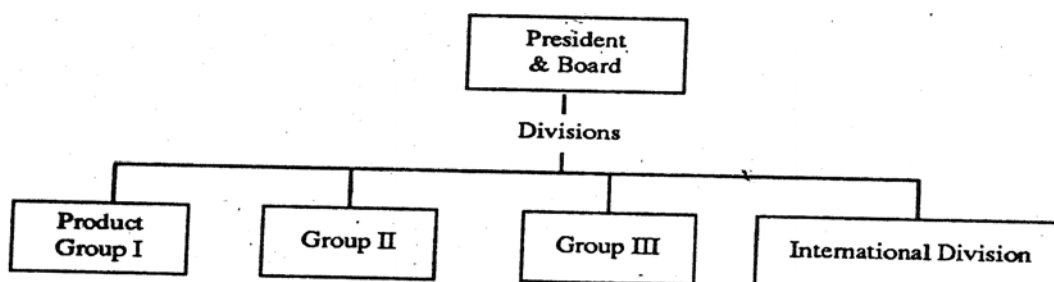 President
& Board
Divisions
Product
Group I
Group II
Group III
International Division